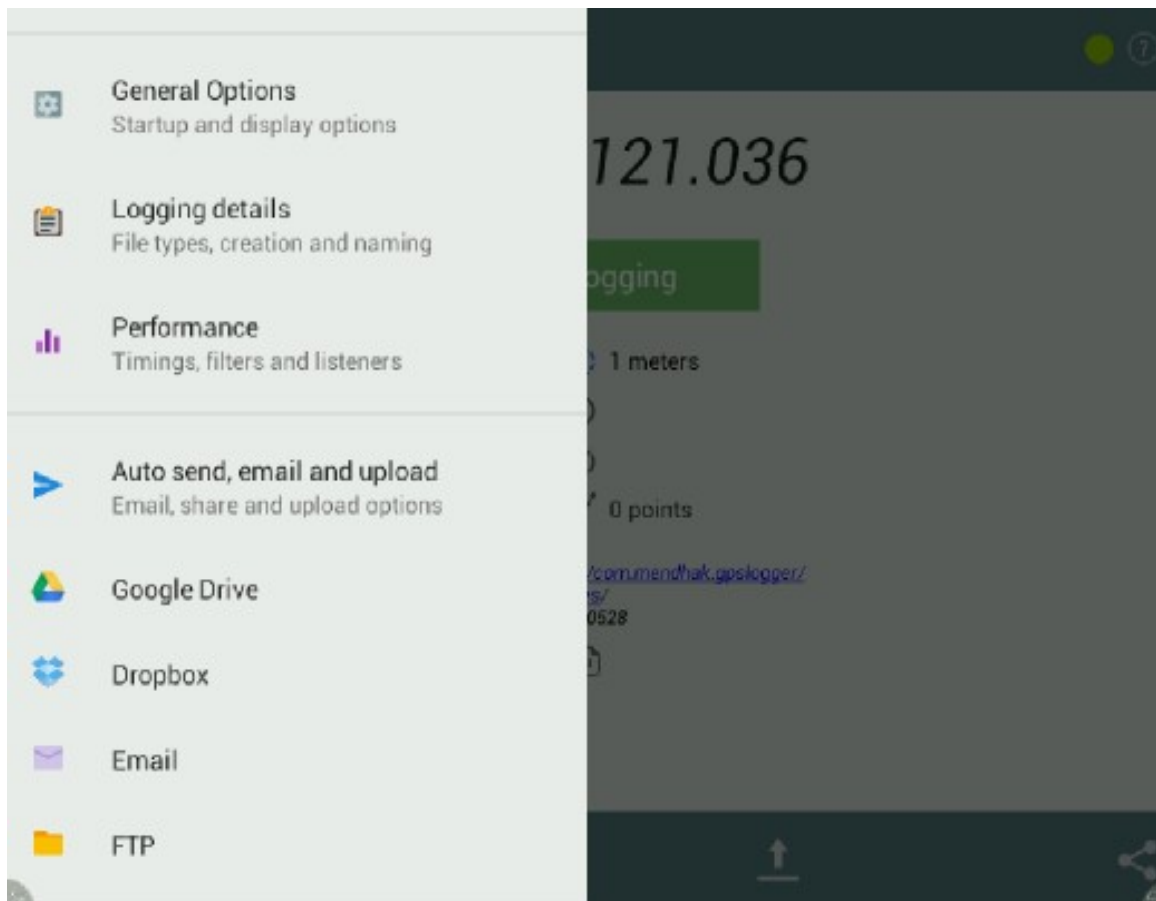 General Options
Startup and display options
Logging details
File types, creation and naming
Performance
Timings, filters and listeners
Auto send, email and upload
Email, share and upload options
Google Drive
Dropbox
Email
FTP
?
121.036
ogging
1 meters
0 points
/com.mendhak.gpslogger/
es/
0528